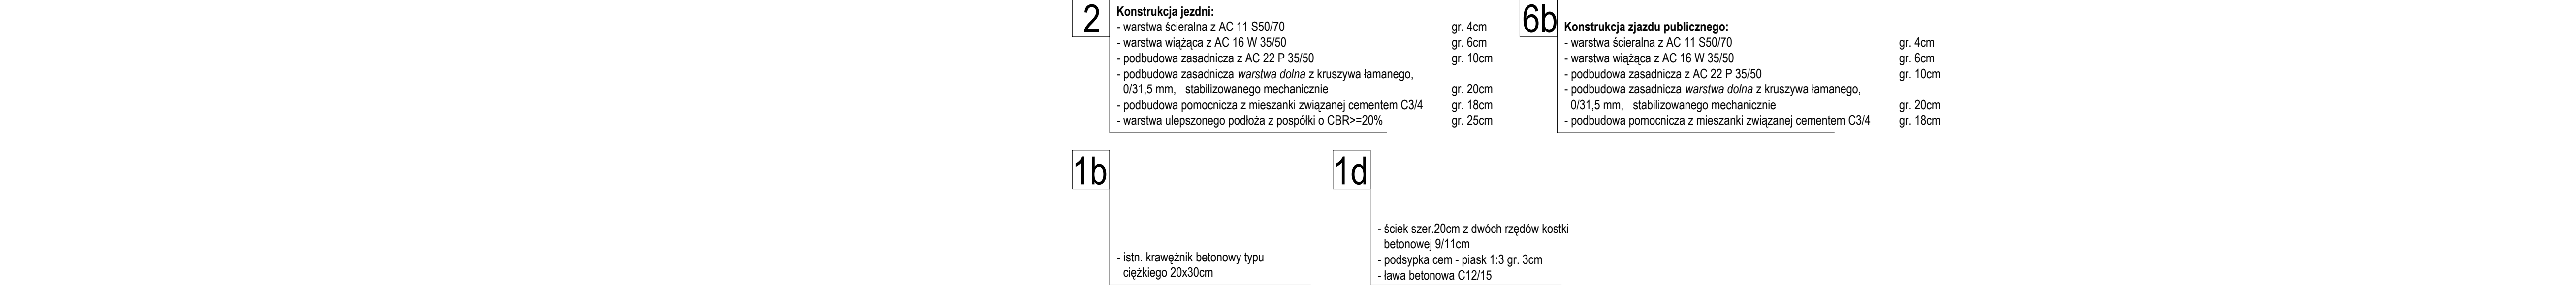 2
Konstrukcja jezdni:
- warstwa ścieralna z AC 11 S50/70 gr. 4cm
- warstwa wiążąca z AC 16 W 35/50 gr. 6cm
- podbudowa zasadnicza z AC 22 P 35/50 gr. 10cm
- podbudowa zasadnicza warstwa dolna z kruszywa łamanego,
0/31,5 mm, stabilizowanego mechanicznie gr. 20cm
- podbudowa pomocnicza z mieszanki związanej cementem C3/4 gr. 18cm
- warstwa ulepszonego podłoża z pospółki o CBR>=20% gr. 25cm
6b
Konstrukcja zjazdu publicznego:
- warstwa ścieralna z AC 11 S50/70 gr. 4cm
- warstwa wiążąca z AC 16 W 35/50 gr. 6cm
- podbudowa zasadnicza z AC 22 P 35/50 gr. 10cm
- podbudowa zasadnicza warstwa dolna z kruszywa łamanego,
0/31,5 mm, stabilizowanego mechanicznie gr. 20cm
- podbudowa pomocnicza z mieszanki związanej cementem C3/4 gr. 18cm
1b
- istn. krawężnik betonowy typu
ciężkiego 20x30cm
1d
- ściek szer.20cm z dwóch rzędów kostki
betonowej 9/11cm
- podsypka cem - piask 1:3 gr. 3cm
- ława betonowa C12/15